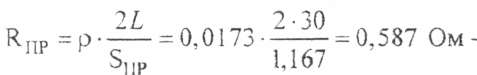 R_ПР = ρ · 2L / S_ПР = 0,0173 · 2 · 30 / 1,167 = 0,587 Ом -